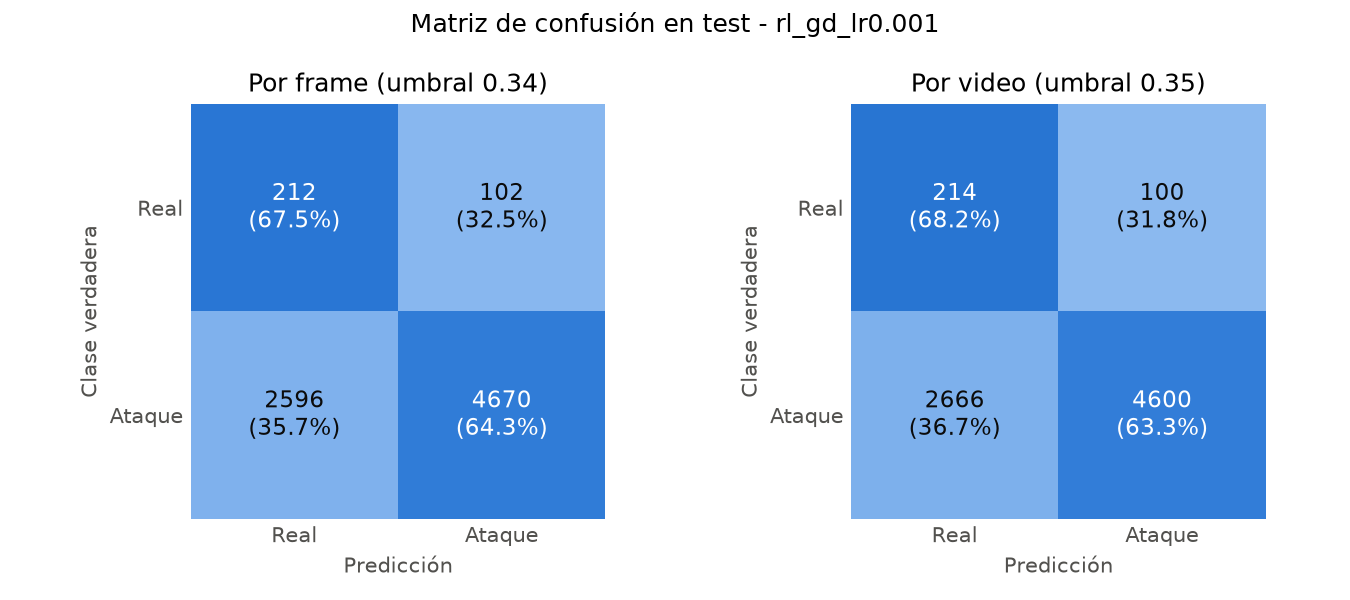 Matriz de confusión en test - rl_gd_lr0.001
Por frame (umbral 0.34)
Clase verdadera
Real
Ataque
212
(67.5%)
102
(32.5%)
2596
(35.7%)
4670
(64.3%)
Real
Ataque
Predicción
Por video (umbral 0.35)
Clase verdadera
Real
Ataque
214
(68.2%)
100
(31.8%)
2666
(36.7%)
4600
(63.3%)
Real
Ataque
Predicción